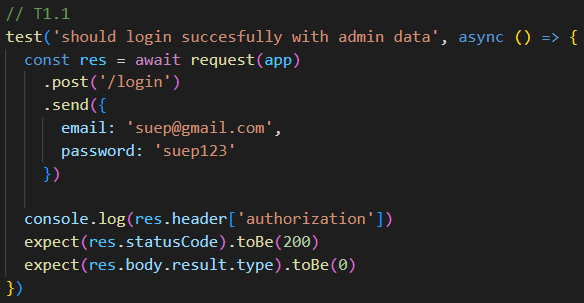 // T1.1
test('should login succesfully with admin data', async () => {
  const res = await request(app)
    .post('/login')
    .send({
      email: 'suep@gmail.com',
      password: 'suep123'
    })

  console.log(res.header['authorization'])
  expect(res.statusCode).toBe(200)
  expect(res.body.result.type).toBe(0)
})